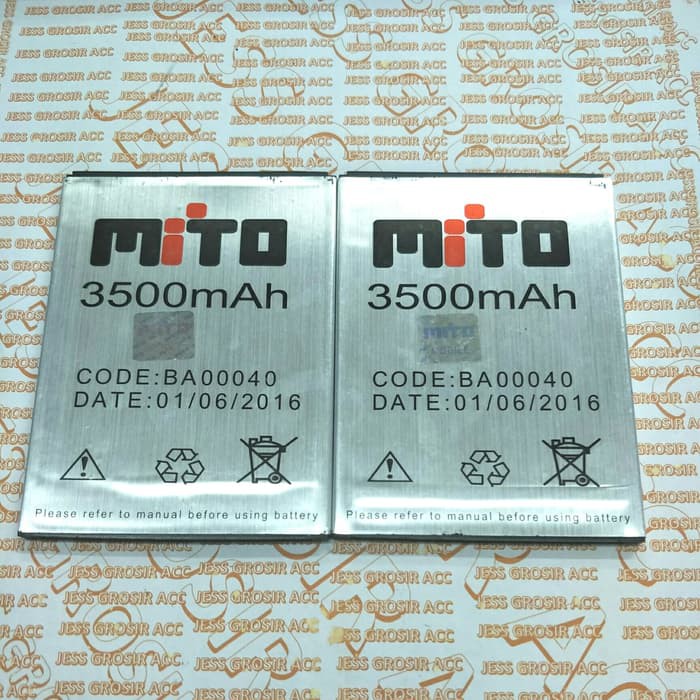 JESS GROSIR ACC
MiTO
3500mAh
CODE:BA00040
DATE:01/06/2016
Please refer to manual before using battery
MiTO
3500mAh
MITO
CODE:BA00040
DATE:01/06/2016
Please refer to manual before using battery